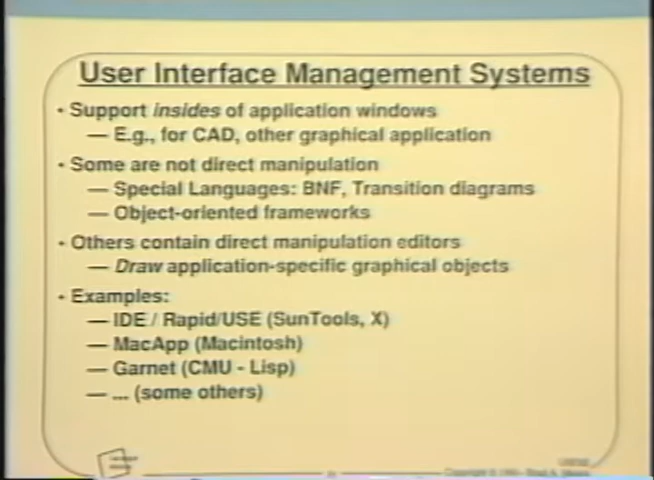 User Interface Management Systems
• Support insides of application windows
— E.g., for CAD, other graphical application
• Some are not direct manipulation
— Special Languages: BNF, Transition diagrams
— Object-oriented frameworks
• Others contain direct manipulation editors
— Draw application-specific graphical objects
• Examples:
— IDE / Rapid/USE (SunTools, X)
— MacApp (Macintosh)
— Garnet (CMU - Lisp)
— ... (some others)